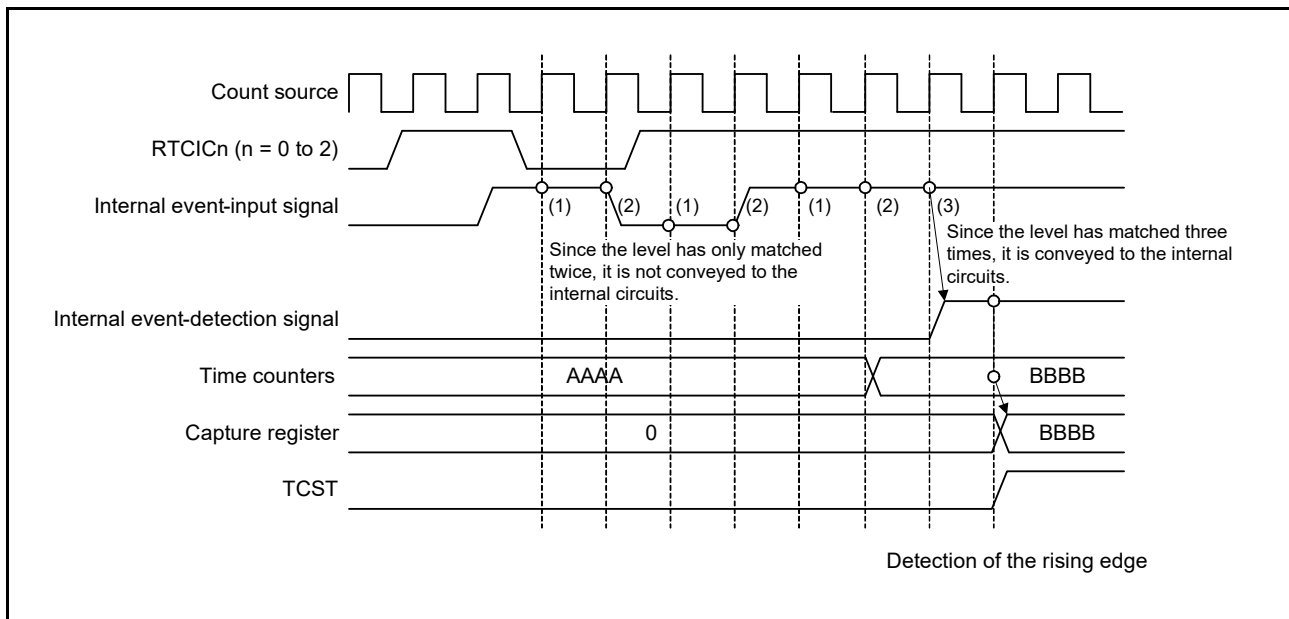 Count source
RTCICn (n = 0 to 2)
Internal event-input signal
(1)
(2)
(1)
(2)
(1)
(2)
(3)
Since the level has only matched
twice, it is not conveyed to the
internal circuits.
Since the level has matched three
times, it is conveyed to the internal
circuits.
Internal event-detection signal
Time counters
AAAA
BBBB
Capture register
0
BBBB
TCST
Detection of the rising edge